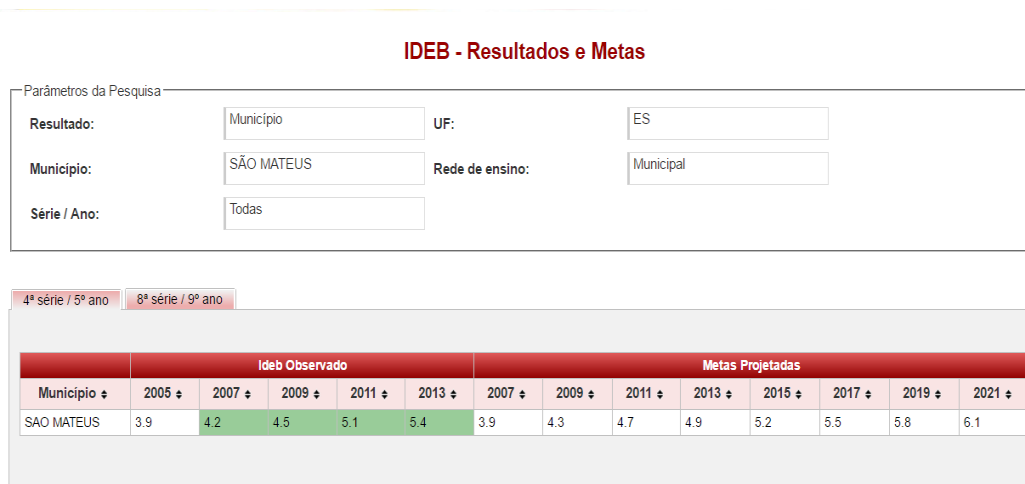 IDEB - Resultados e Metas
Parâmetros da Pesquisa
Resultado: Município UF: ES
Município: SÃO MATEUS Rede de ensino: Municipal
Série / Ano: Todas
4ª série / 5º ano 8ª série / 9º ano
Ideb Observado Metas Projetadas
Município 2005 2007 2009 2011 2013 2007 2009 2011 2013 2015 2017 2019 2021
SAO MATEUS 3.9 4.2 4.5 5.1 5.4 3.9 4.3 4.7 4.9 5.2 5.5 5.8 6.1